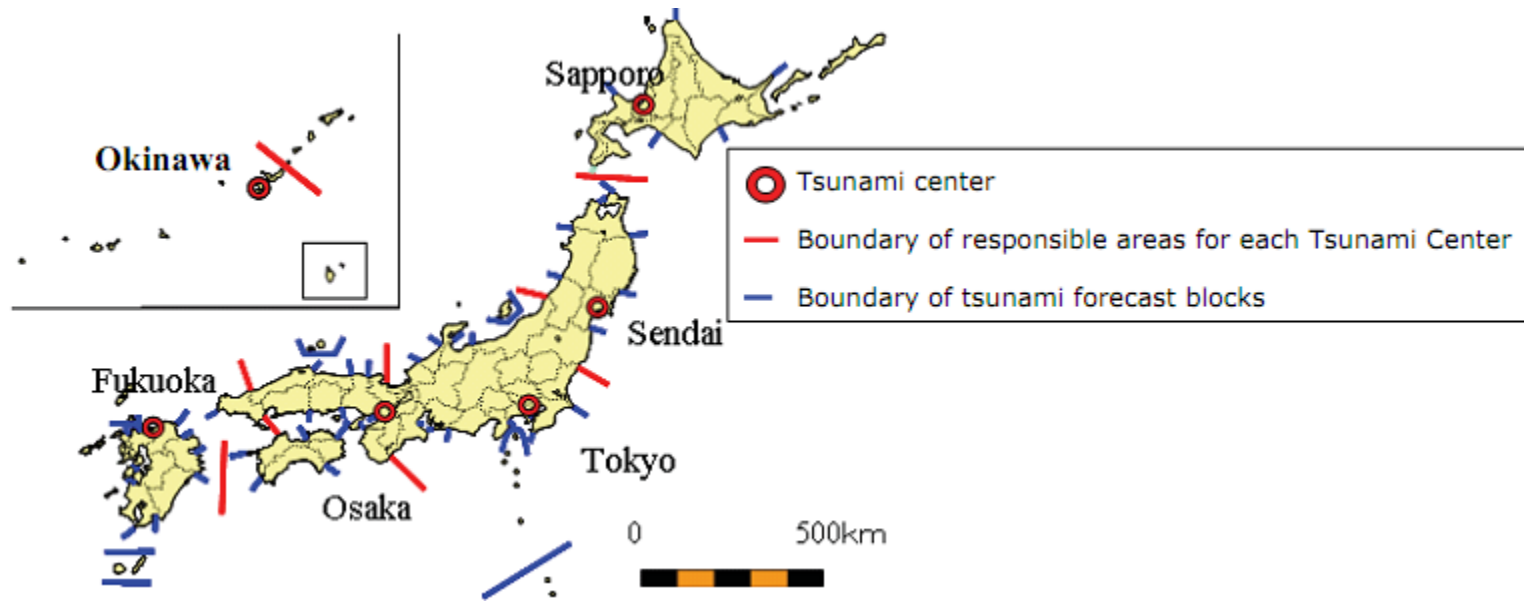 Sapporo
Okinawa
Tsunami center
Boundary of responsible areas for each Tsunami Center
Boundary of tsunami forecast blocks
Sendai
Fukuoka
Tokyo
Osaka
0 500km